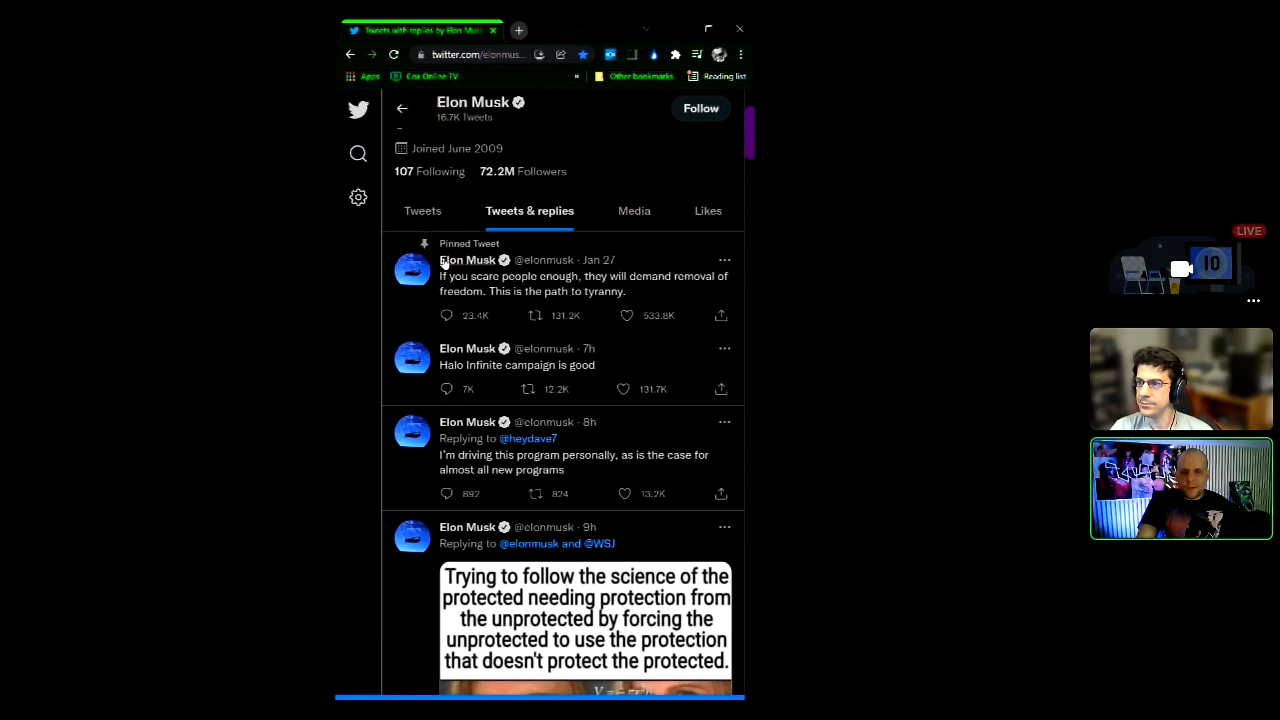 Tweets with replies by Elon Mus
twitter.com/elonmus...
Apps
Cox Online TV
»
Other bookmarks
Reading list
Elon Musk
16.7K Tweets
Follow
Joined June 2009
107 Following 72.2M Followers
Tweets
Tweets & replies
Media
Likes
Pinned Tweet
Elon Musk @elonmusk · Jan 27
If you scare people enough, they will demand removal of
freedom. This is the path to tyranny.
23.4K 131.2K 533.8K
Elon Musk @elonmusk · 7h
Halo Infinite campaign is good
7K 12.2K 131.7K
Elon Musk @elonmusk · 8h
Replying to @heydave7
I'm driving this program personally, as is the case for
almost all new programs
892 824 13.2K
Elon Musk @elonmusk · 9h
Replying to @elonmusk and @WSJ
Trying to follow the science of the
protected needing protection from
the unprotected by forcing the
unprotected to use the protection
that doesn't protect the protected.
LIVE
10